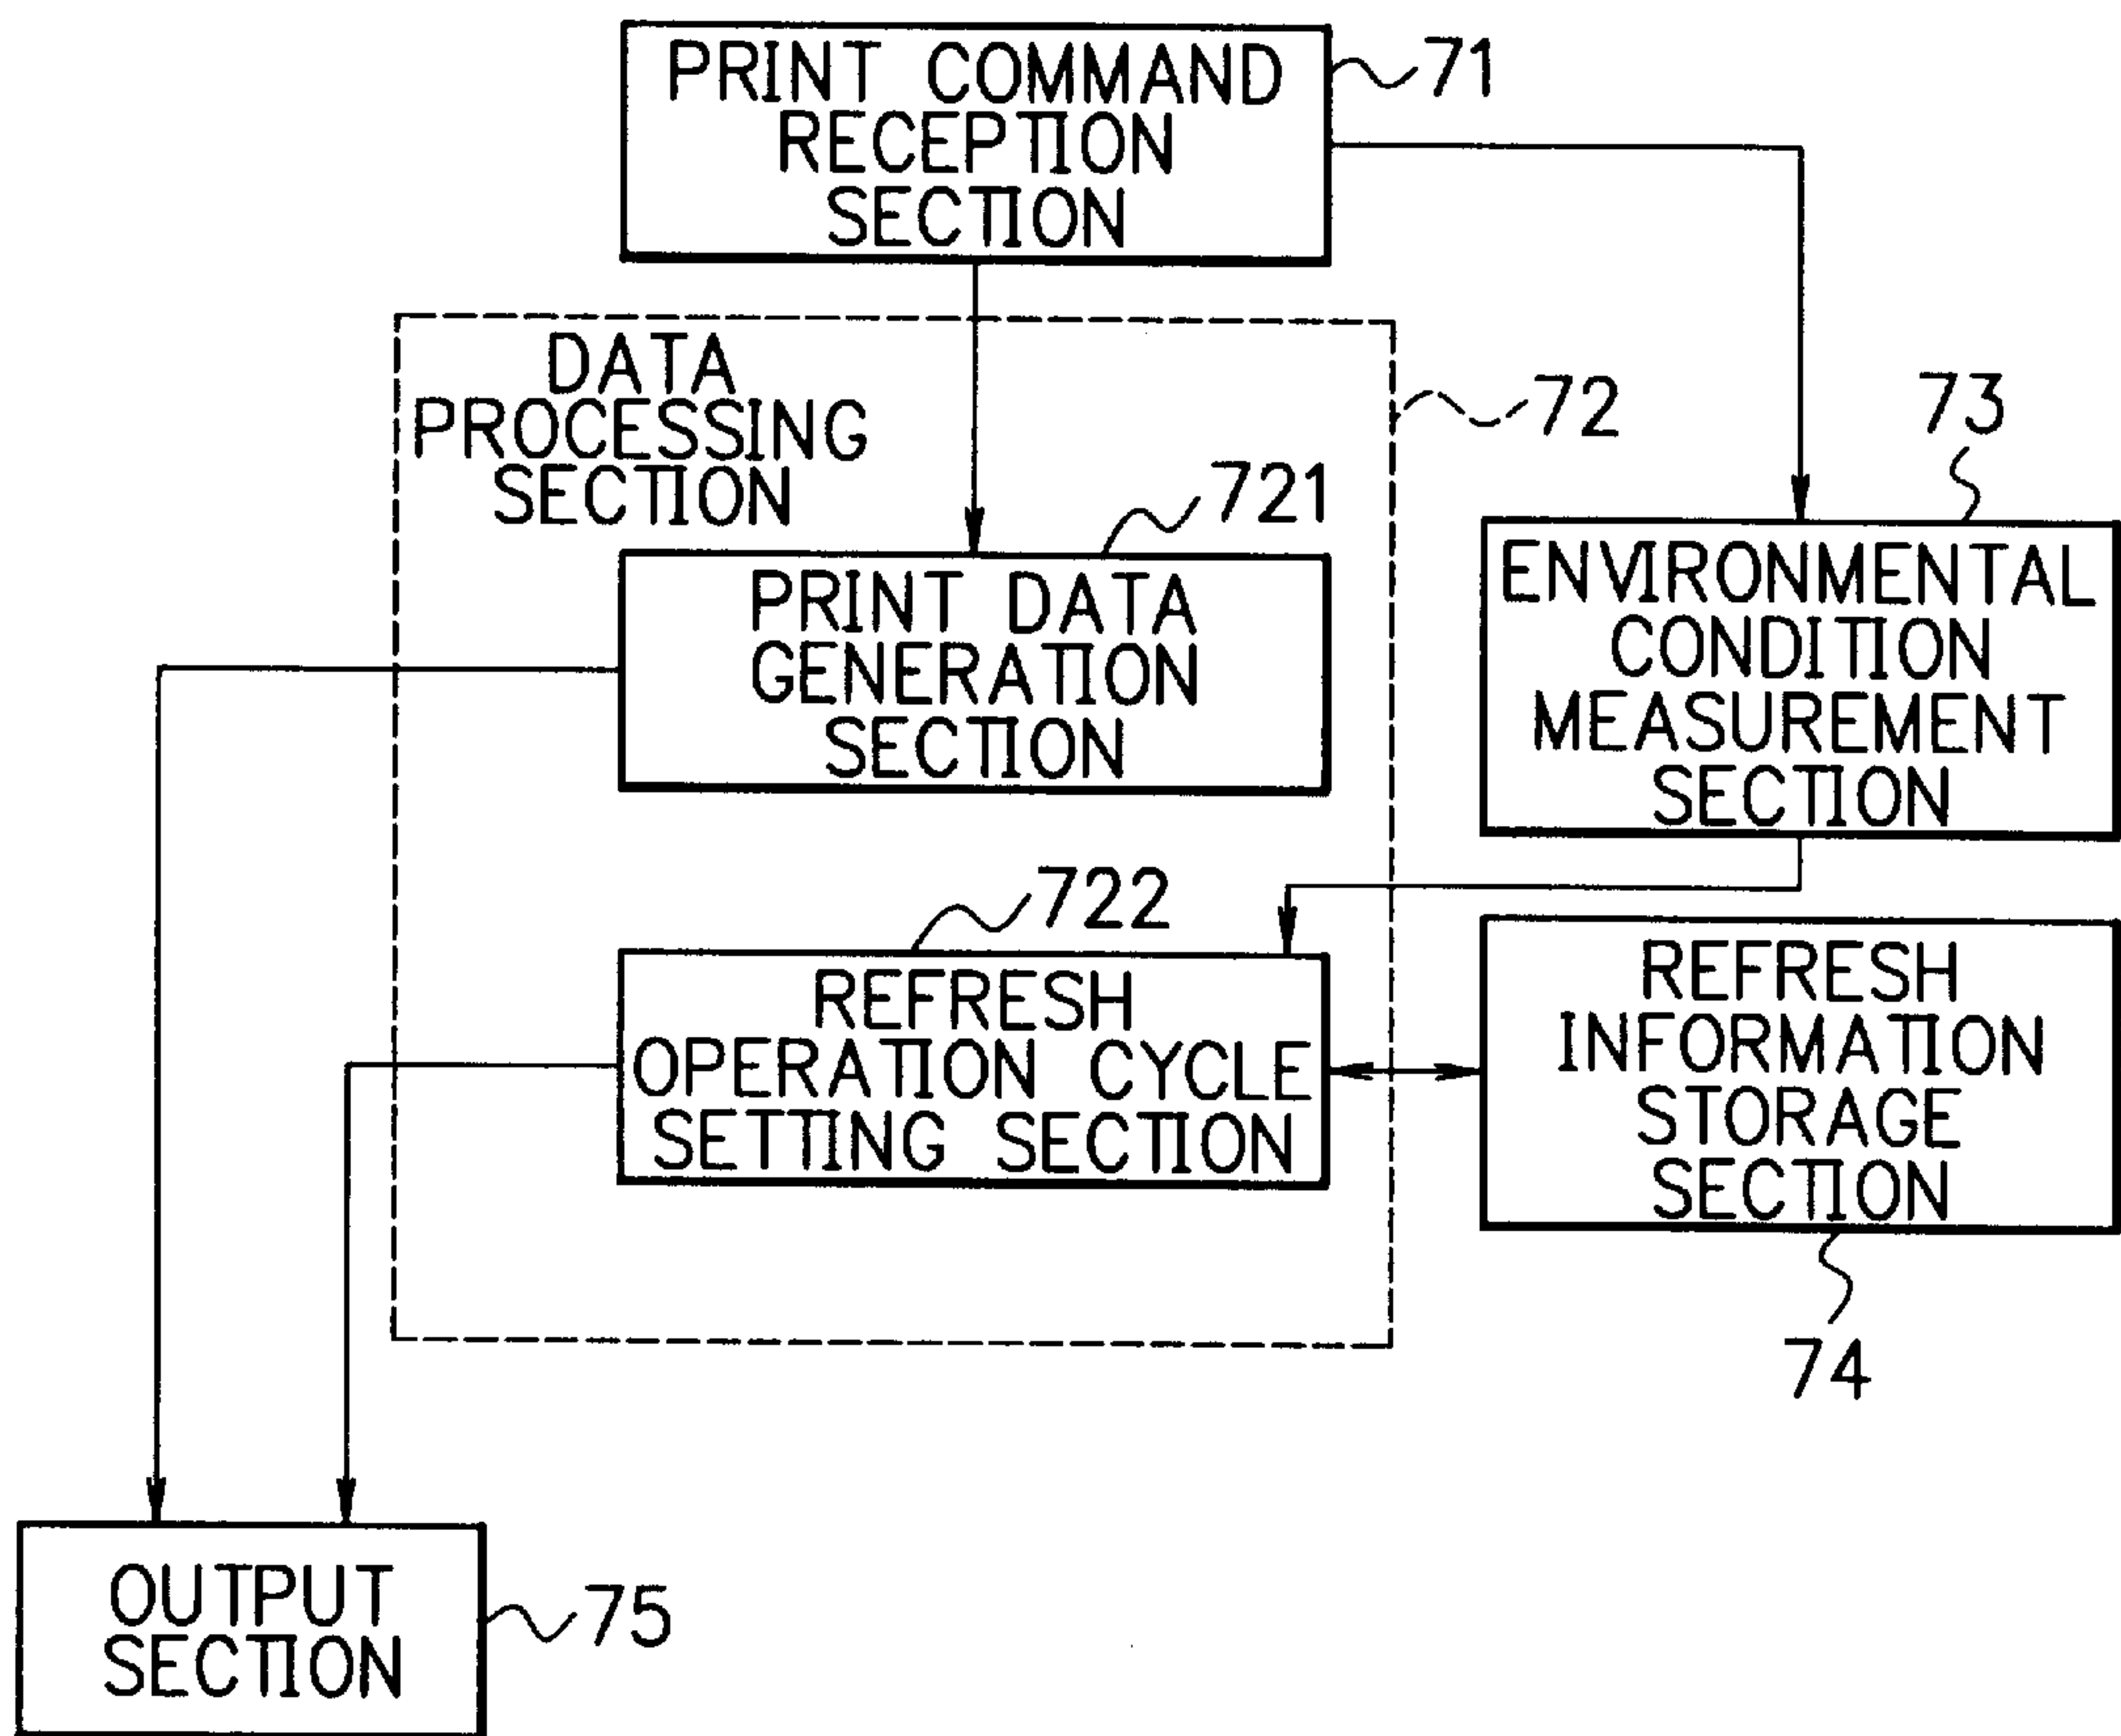 PRINT COMMAND
RECEPTION
SECTION
71
DATA
PROCESSING
SECTION
72
73
721
PRINT DATA
GENERATION
SECTION
ENVIRONMENTAL
CONDITION
MEASUREMENT
SECTION
722
REFRESH
OPERATION CYCLE
SETTING SECTION
REFRESH
INFORMATION
STORAGE
SECTION
74
OUTPUT
SECTION
75